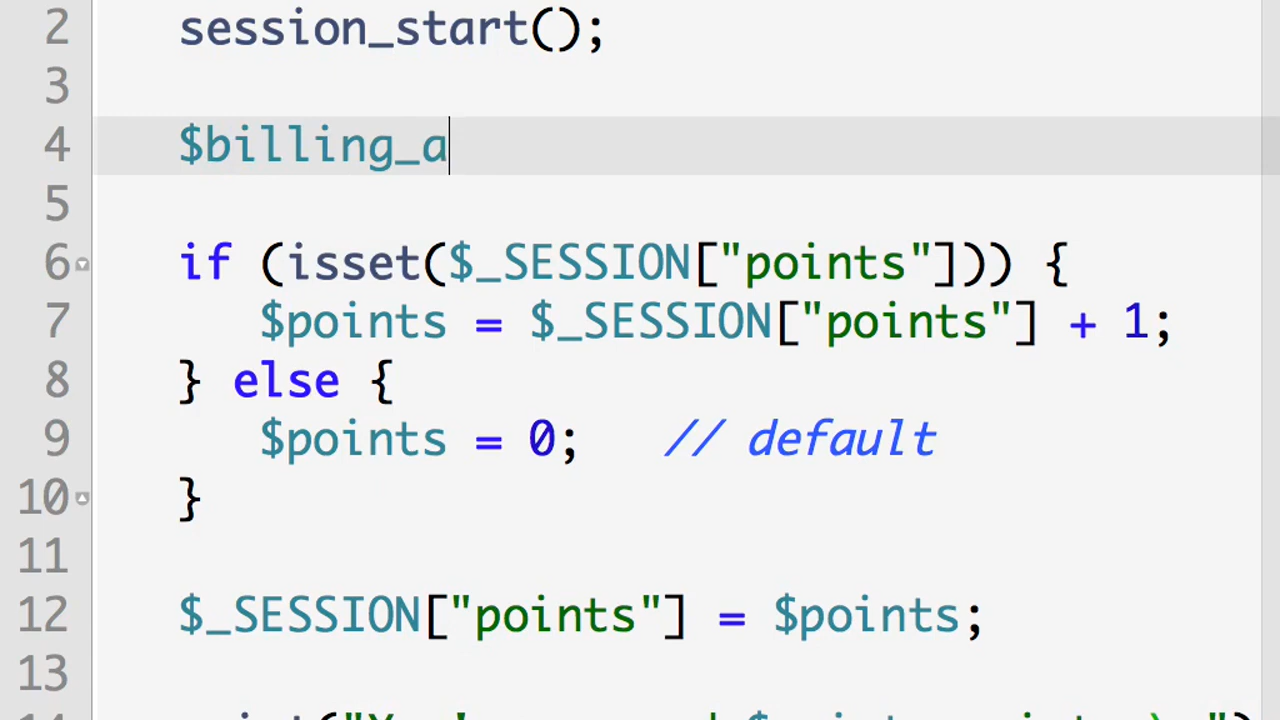 2 session_start();
3
4 $billing_a
5
6 if (isset($_SESSION["points"])) {
7 $points = $_SESSION["points"] + 1;
8 } else {
9 $points = 0; // default
10 }
11
12 $_SESSION["points"] = $points;
13